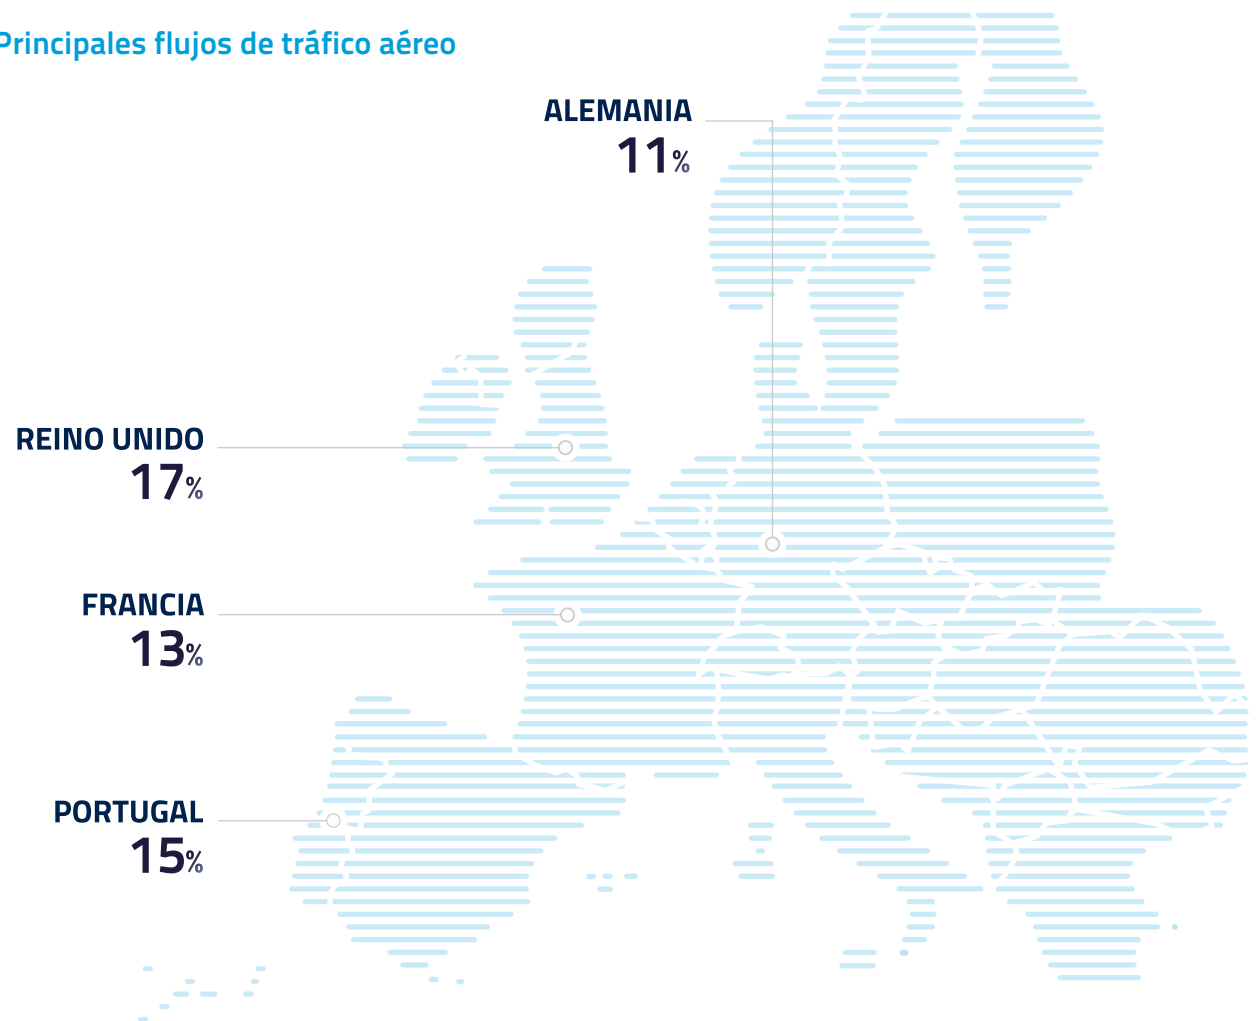 Principales flujos de tráfico aéreo
ALEMANIA
11%
REINO UNIDO
17%
FRANCIA
13%
PORTUGAL
15%